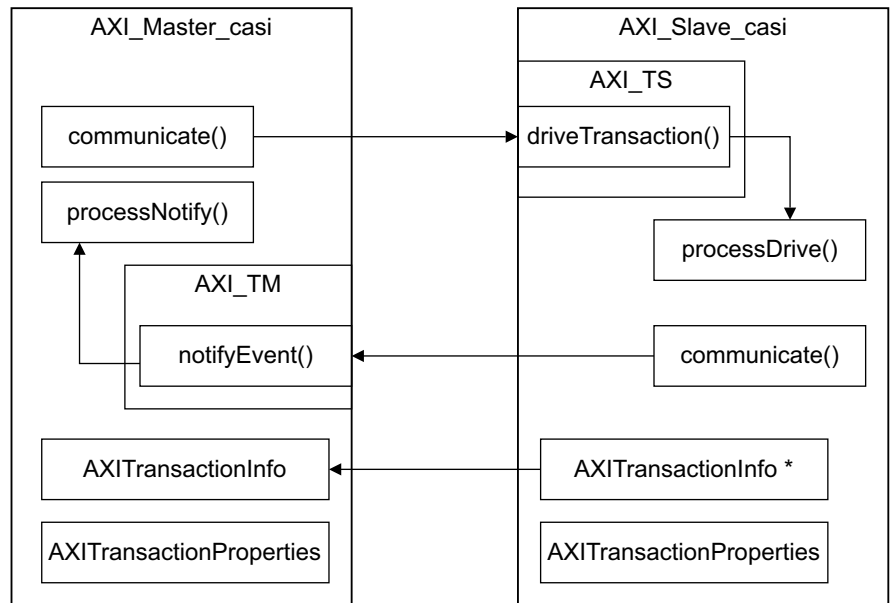 AXI_Master_casi
communicate()
processNotify()
AXI_TM
notifyEvent()
AXITransactionInfo
AXITransactionProperties
AXI_Slave_casi
AXI_TS
driveTransaction()
processDrive()
communicate()
AXITransactionInfo *
AXITransactionProperties